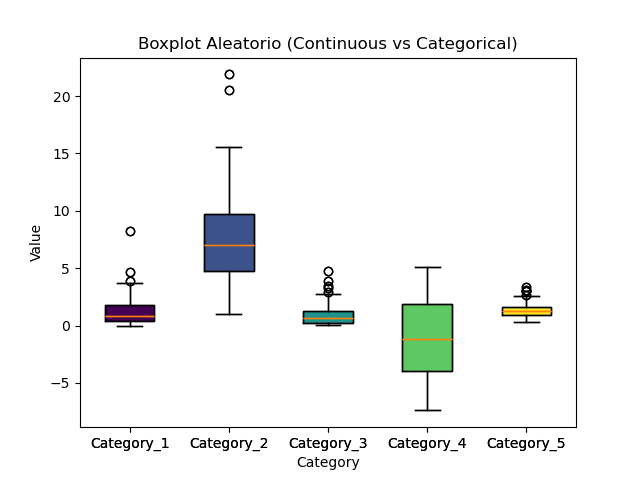 Boxplot Aleatorio (Continuous vs Categorical)
Value
20
15
10
5
0
−5
Category_1 Category_2 Category_3 Category_4 Category_5
Category